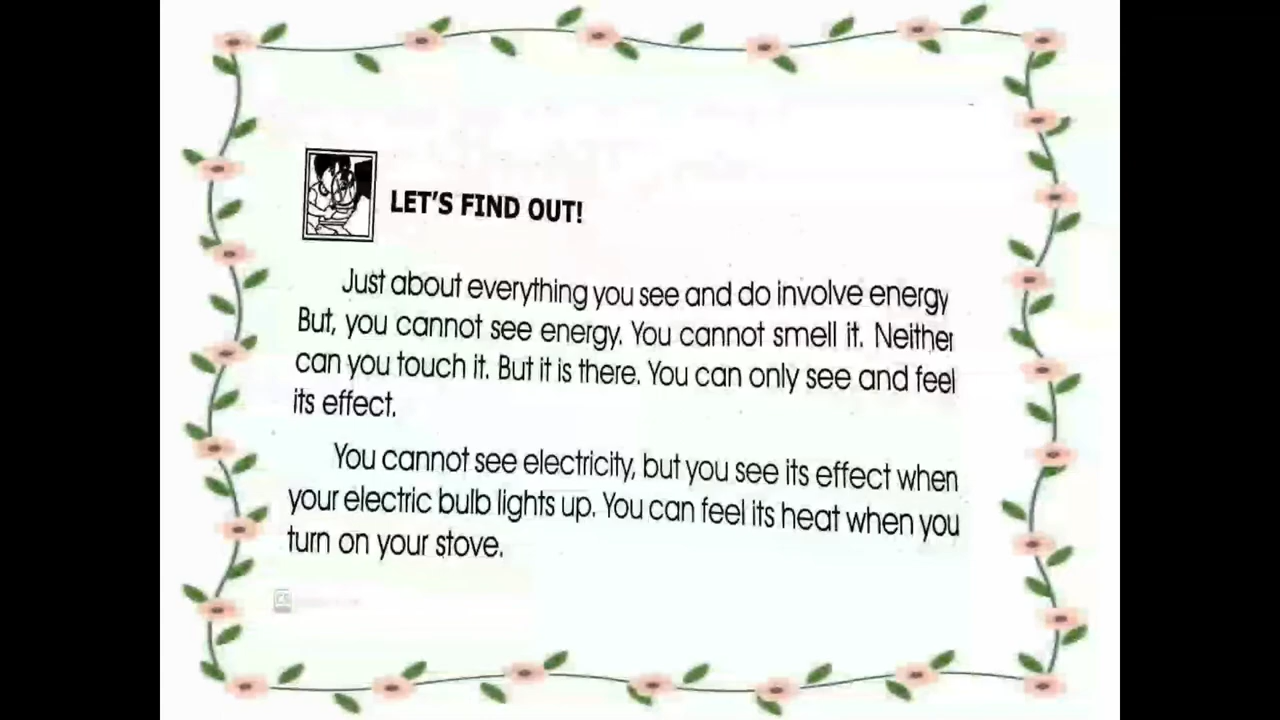 LET'S FIND OUT!
Just about everything you see and do involve energy
But, you cannot see energy. You cannot smell it. Neither
can you touch it. But it is there. You can only see and feel
its effect.
You cannot see electricity, but you see its effect when
your electric bulb lights up. You can feel its heat when you
turn on your stove.
CS